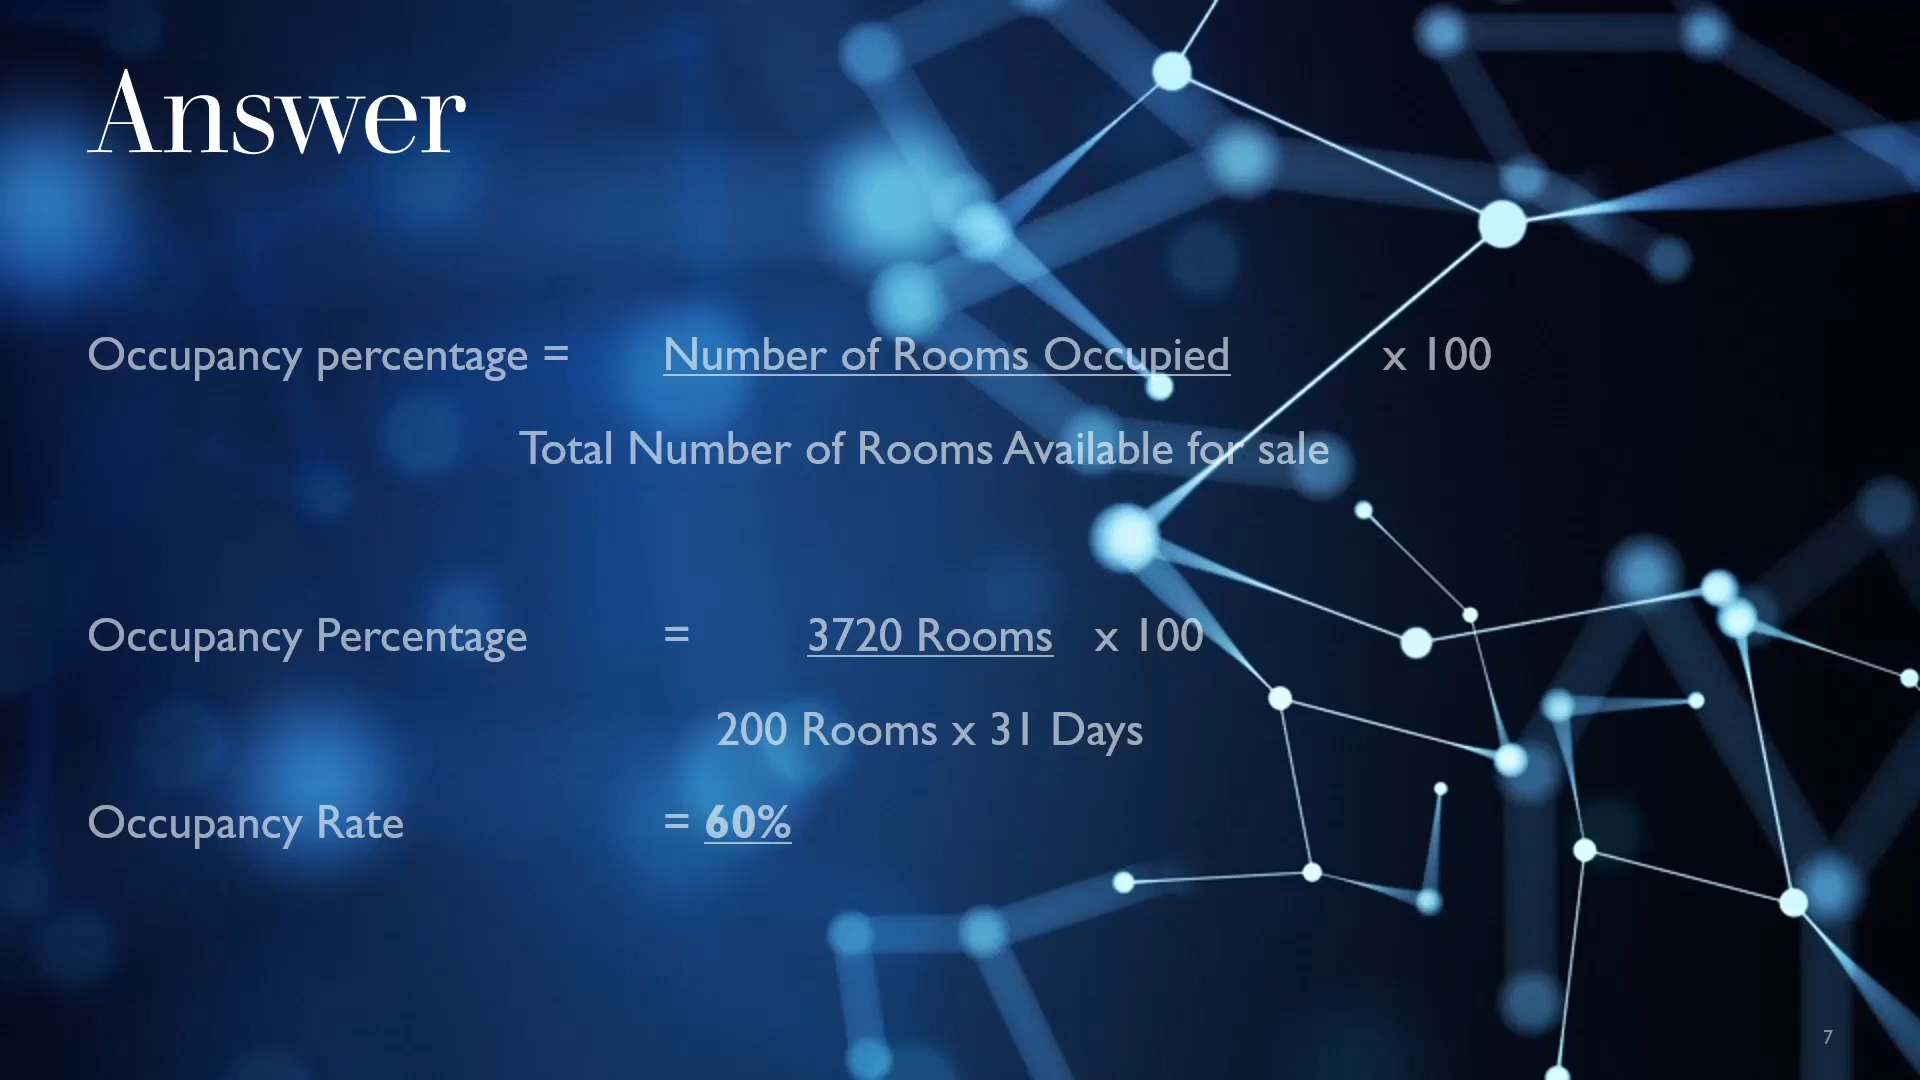 Answer
Occupancy percentage = Number of Rooms Occupied x 100
Total Number of Rooms Available for sale
Occupancy Percentage = 3720 Rooms x 100
200 Rooms x 31 Days
Occupancy Rate = 60%
7